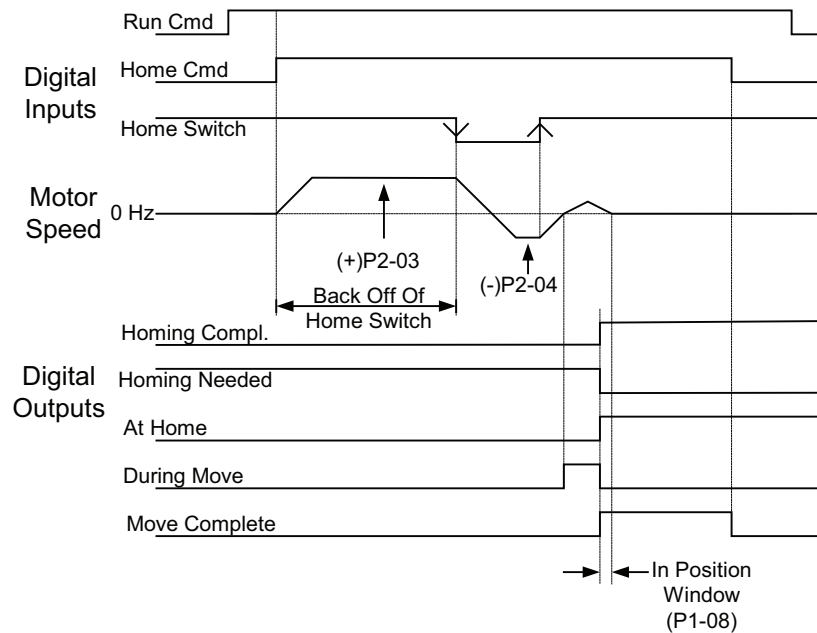 Run Cmd
Digital
Inputs
Home Cmd
Home Switch
Motor
Speed
0 Hz
(+)P2-03
(-)P2-04
Back Off Of
Home Switch
Digital
Outputs
Homing Compl.
Homing Needed
At Home
During Move
Move Complete
In Position
Window
(P1-08)